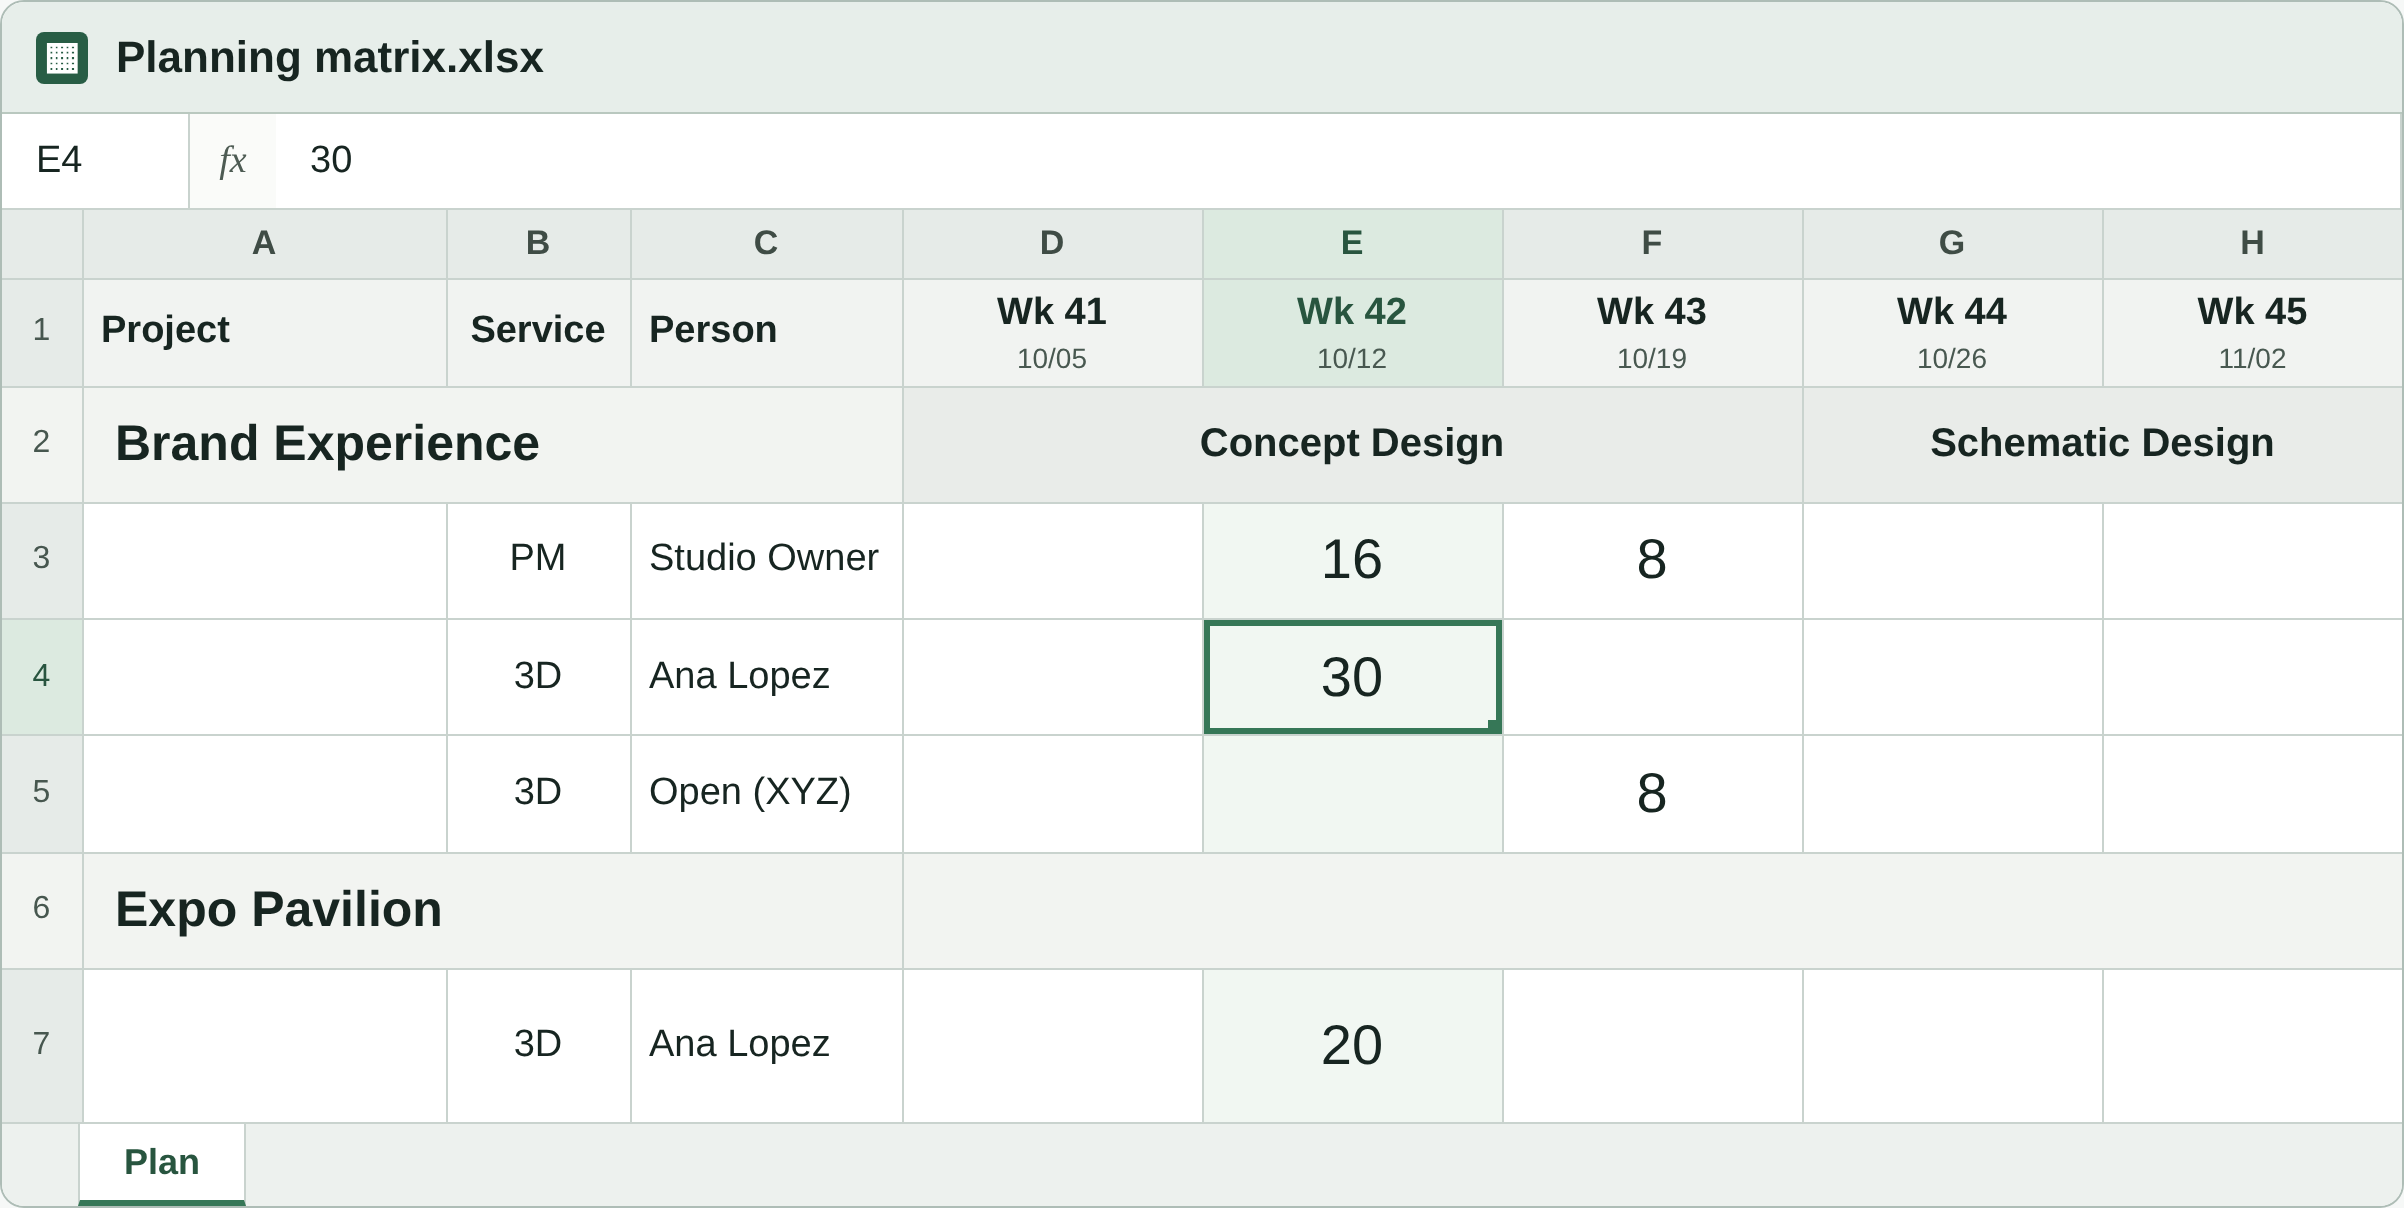 Planning matrix.xlsx
E4 fx 30
A B C D E F G H
1 Project Service Person Wk 41 Wk 42 Wk 43 Wk 44 Wk 45
10/05 10/12 10/19 10/26 11/02
2 Brand Experience Concept Design Schematic Design
3 PM Studio Owner 16 8
4 3D Ana Lopez 30
5 3D Open (XYZ) 8
6 Expo Pavilion
7 3D Ana Lopez 20
Plan